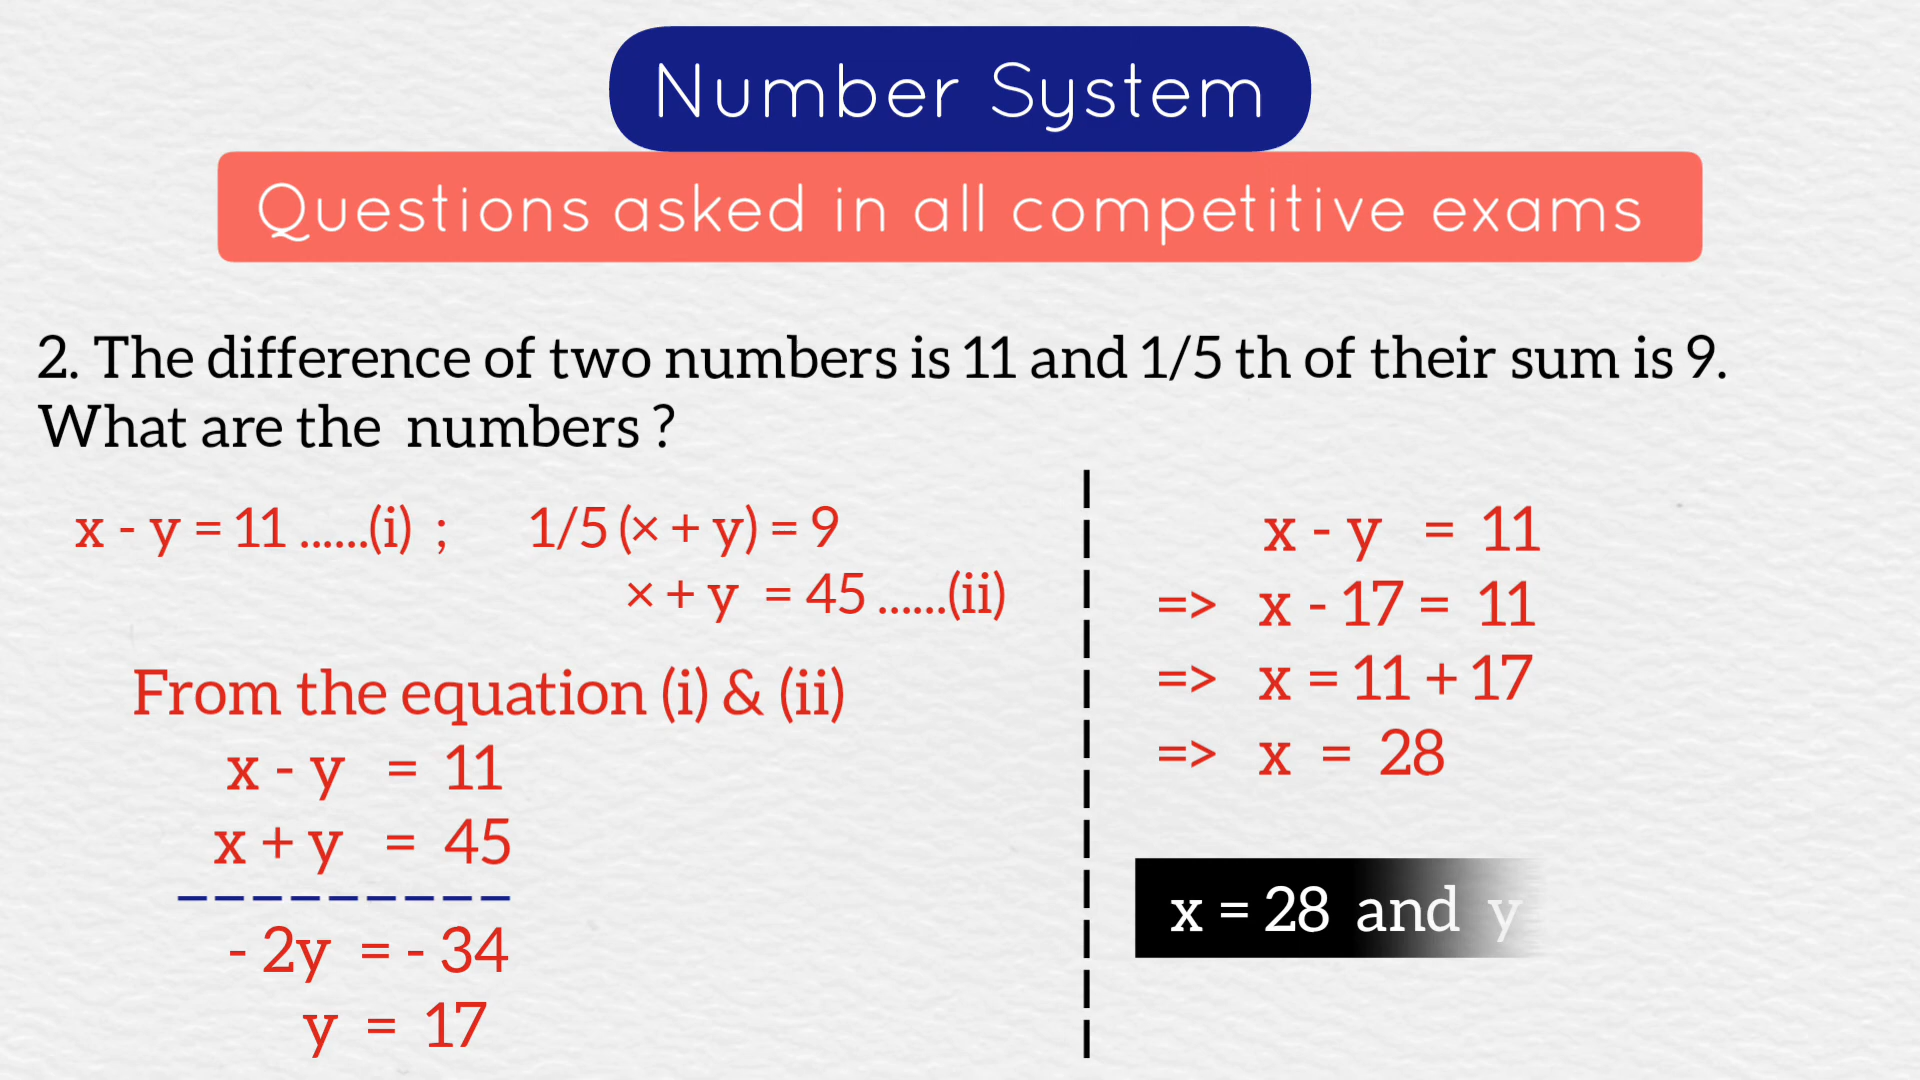 Number System
Questions asked in all competitive exams
2. The difference of two numbers is 11 and 1/5 th of their sum is 9.
What are the numbers ?
x - y = 11 ......(i) ; 1/5 (× + y) = 9
× + y = 45 ......(ii)
From the equation (i) & (ii)
x - y = 11
x + y = 45
- 2y = - 34
y = 17
x - y = 11
=> x - 17 = 11
=> x = 11 + 17
=> x = 28
x = 28 and y